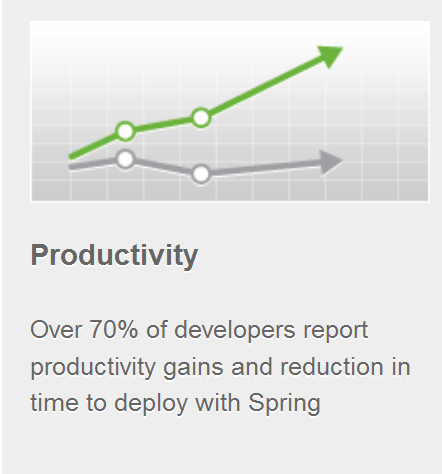 Productivity
Over 70% of developers report
productivity gains and reduction in
time to deploy with Spring